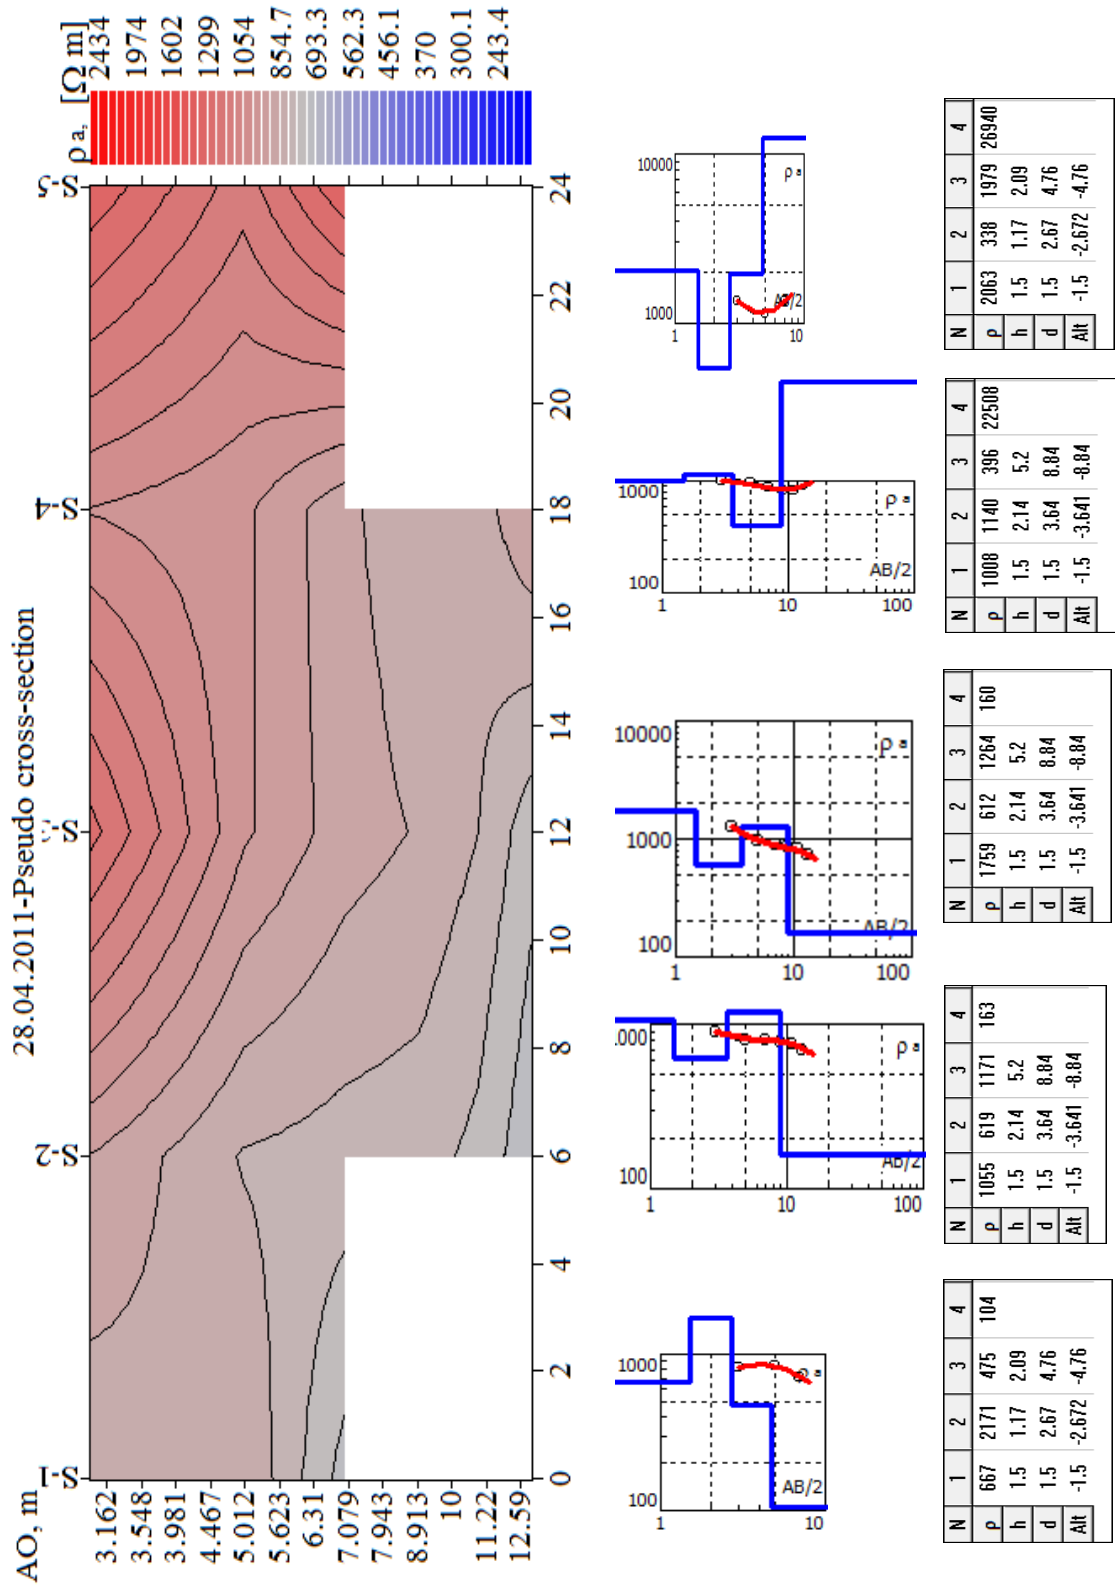 28.04.2011-Pseudo cross-section
AO, m
S-1
S-2
S-3
S-4
S-5
ρ a, [Ω m]
3.162
3.548
3.981
4.467
5.012
5.623
6.31
7.079
7.943
8.913
10
11.22
12.59
0 2 4 6 8 10 12 14 16 18 20 22 24
2434
1974
1602
1299
1054
854.7
693.3
562.3
456.1
370
300.1
243.4
1000
100
1 10
ρ a
AB/2
.000
100
1 10 100
ρ a
AB/2
10000
1000
100
1 10 100
ρ a
AB/2
1000
100
1 10 100
ρ a
AB/2
10000
1000
1 10
ρ a
AB/2
N 1 2 3 4
ρ 667 2171 475 104
h 1.5 1.17 2.09
d 1.5 2.67 4.76
Alt -1.5 -2.672 -4.76
N 1 2 3 4
ρ 1055 619 1171 163
h 1.5 2.14 5.2
d 1.5 3.64 8.84
Alt -1.5 -3.641 -8.84
N 1 2 3 4
ρ 1759 612 1264 160
h 1.5 2.14 5.2
d 1.5 3.64 8.84
Alt -1.5 -3.641 -8.84
N 1 2 3 4
ρ 1008 1140 396 22508
h 1.5 2.14 5.2
d 1.5 3.64 8.84
Alt -1.5 -3.641 -8.84
N 1 2 3 4
ρ 2063 338 1979 26940
h 1.5 1.17 2.09
d 1.5 2.67 4.76
Alt -1.5 -2.672 -4.76